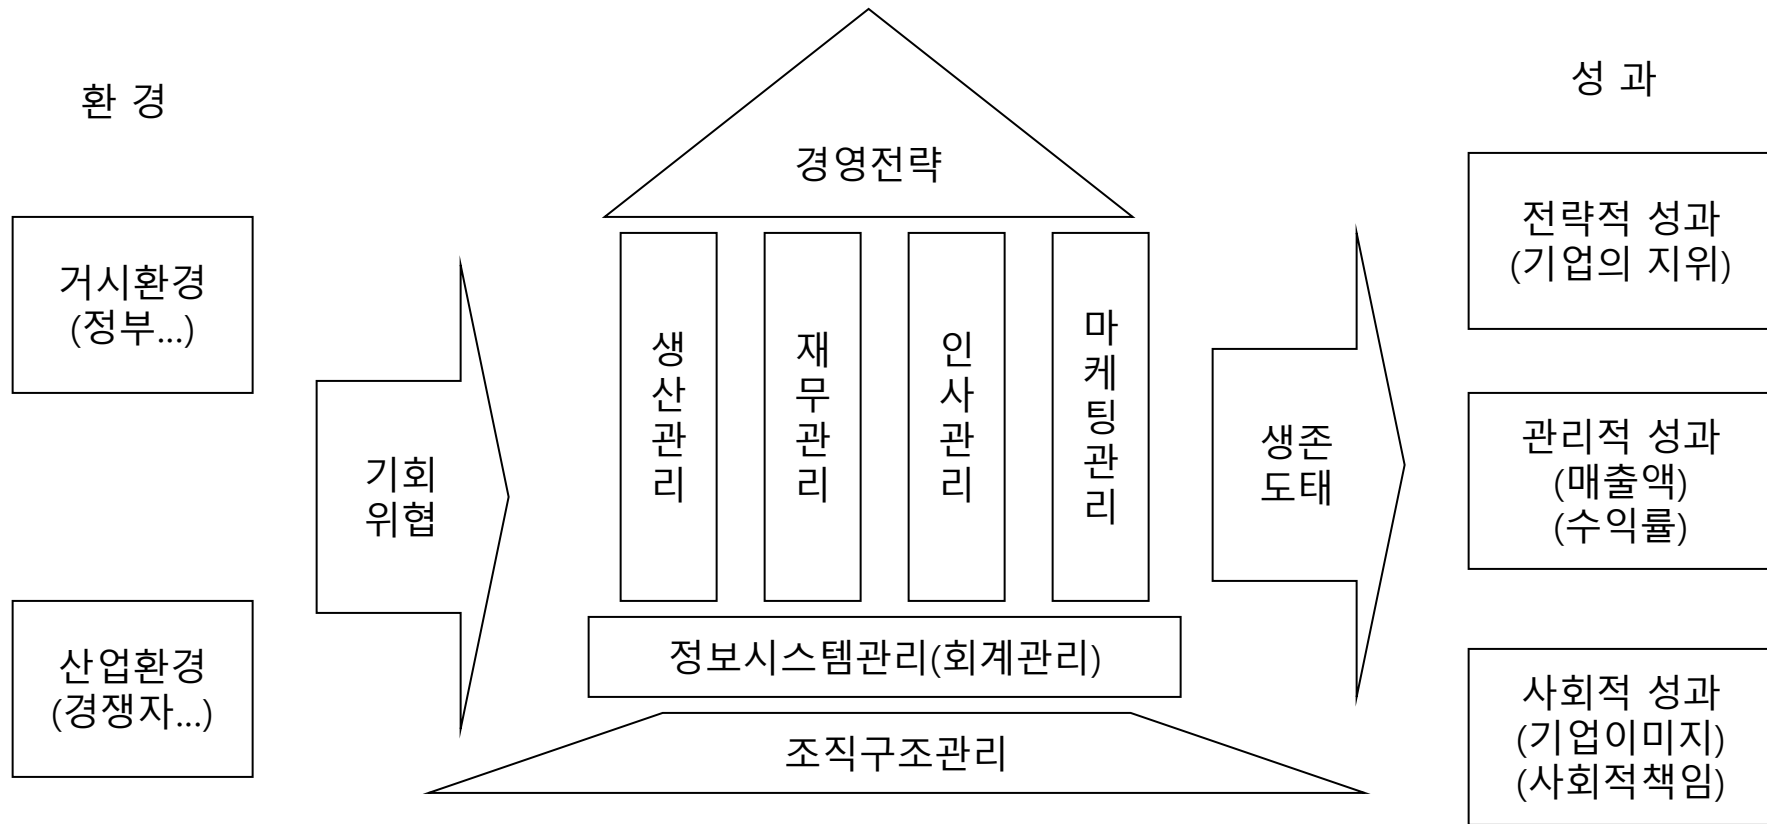 환 경
거시환경
(정부...)
산업환경
(경쟁자...)
기회
위협
경영전략
생산관리
재무관리
인사관리
마케팅관리
정보시스템관리(회계관리)
조직구조관리
생존
도태
성 과
전략적 성과
(기업의 지위)
관리적 성과
(매출액)
(수익률)
사회적 성과
(기업이미지)
(사회적책임)